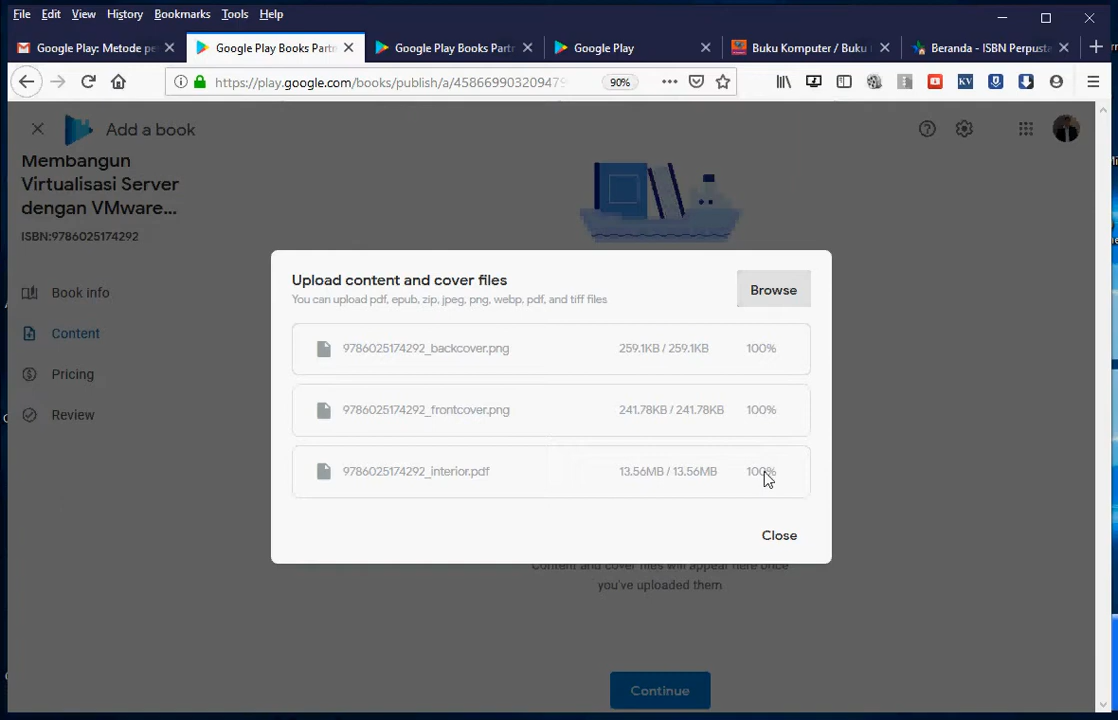 File Edit View History Bookmarks Tools Help
Google Play: Metode pe
Google Play Books Partn
Google Play Books Partn
Google Play
Buku Komputer / Buku
Beranda - ISBN Perpusta
https://play.google.com/books/publish/a/458669903209479
90%
KV
Add a book
Membangun
Virtualisasi Server
dengan VMware...
ISBN:9786025174292
Book info
Content
Pricing
Review
Upload content and cover files
Browse
You can upload pdf, epub, zip, jpeg, png, webp, pdf, and tiff files
9786025174292_backcover.png 259.1KB / 259.1KB 100%
9786025174292_frontcover.png 241.78KB / 241.78KB 100%
9786025174292_interior.pdf 13.56MB / 13.56MB 100%
Close
Content and cover files will appear here once
you've uploaded them
Continue